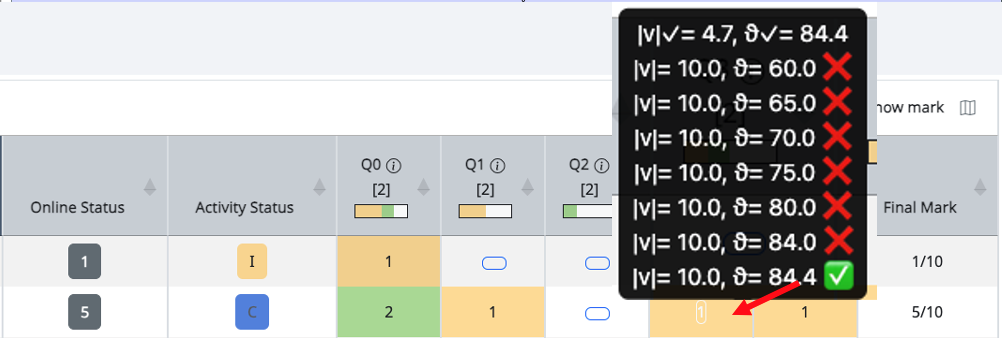 |v|✓= 4.7, ϑ✓= 84.4
|v|= 10.0, ϑ= 60.0 ❌
|v|= 10.0, ϑ= 65.0 ❌
|v|= 10.0, ϑ= 70.0 ❌
|v|= 10.0, ϑ= 75.0 ❌
|v|= 10.0, ϑ= 80.0 ❌
|v|= 10.0, ϑ= 84.0 ❌
|v|= 10.0, ϑ= 84.4 ✅
how mark
Online Status
Activity Status
Q0 ⓘ
[2]
Q1 ⓘ
[2]
Q2 ⓘ
[2]
[2]
Final Mark
1 I 1 1/10
5 C 2 1 1 1 5/10